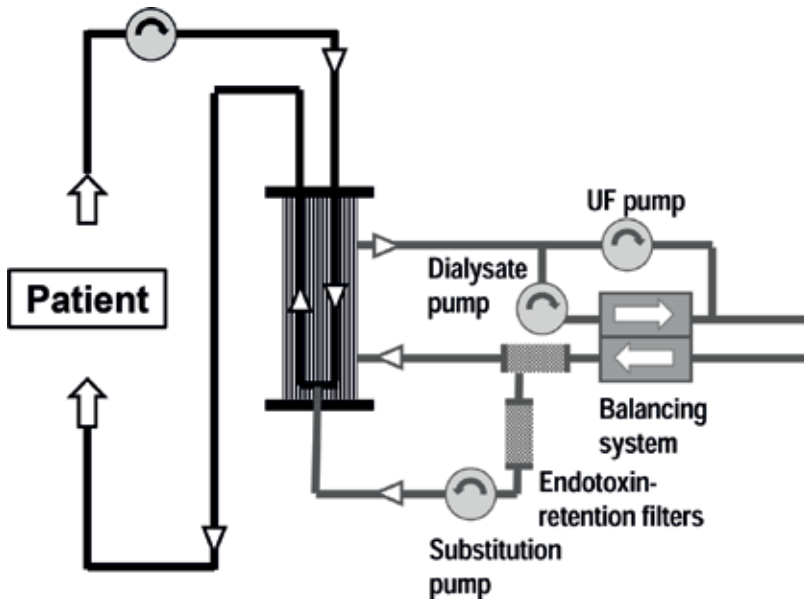 UF pump
Dialysate
pump
Patient
Balancing
system
Endotoxin-
retention filters
Substitution
pump